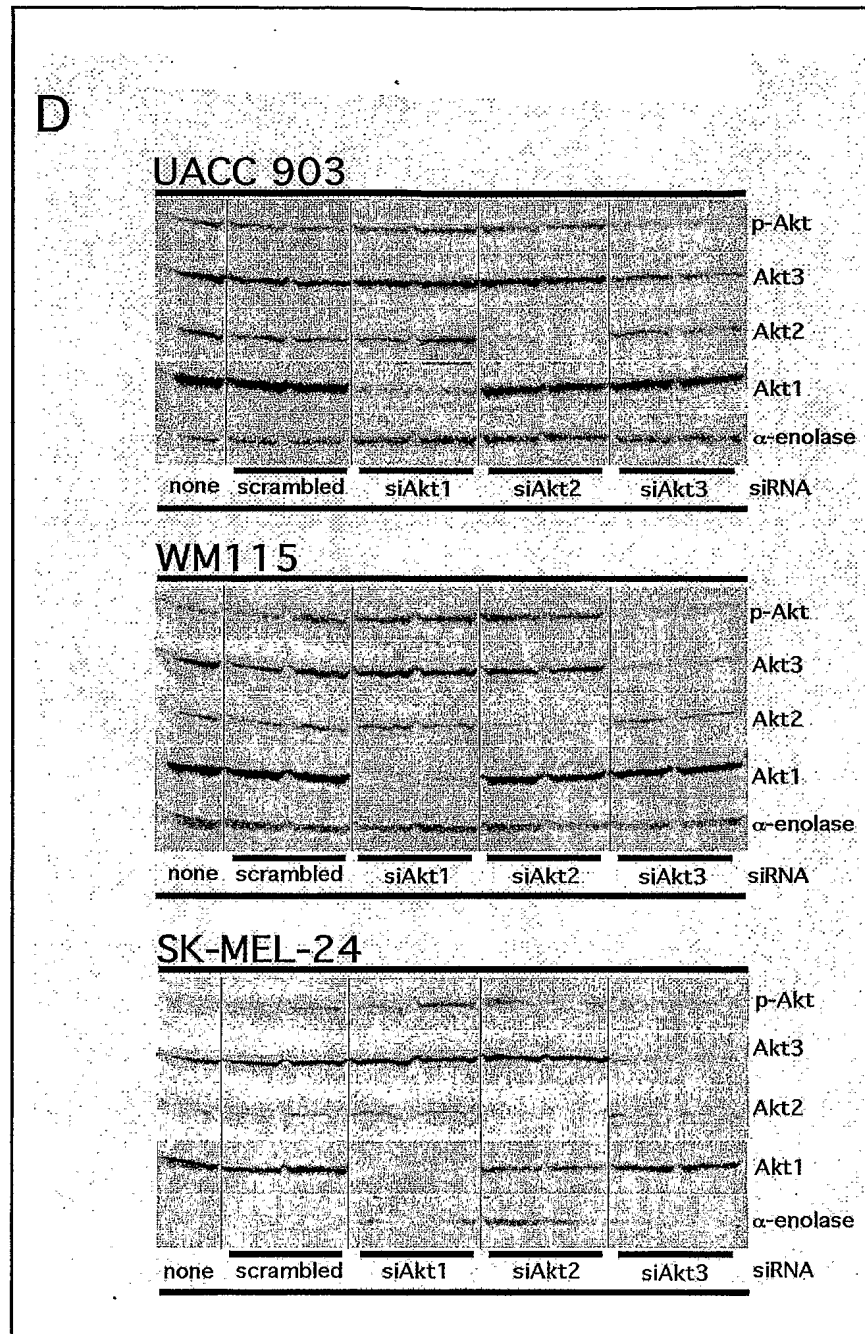 D
UACC 903
p-Akt
Akt3
Akt2
Akt1
α-enolase
none scrambled siAkt1 siAkt2 siAkt3 siRNA
WM115
p-Akt
Akt3
Akt2
Akt1
α-enolase
none scrambled siAkt1 siAkt2 siAkt3 siRNA
SK-MEL-24
p-Akt
Akt3
Akt2
Akt1
α-enolase
none scrambled siAkt1 siAkt2 siAkt3 siRNA